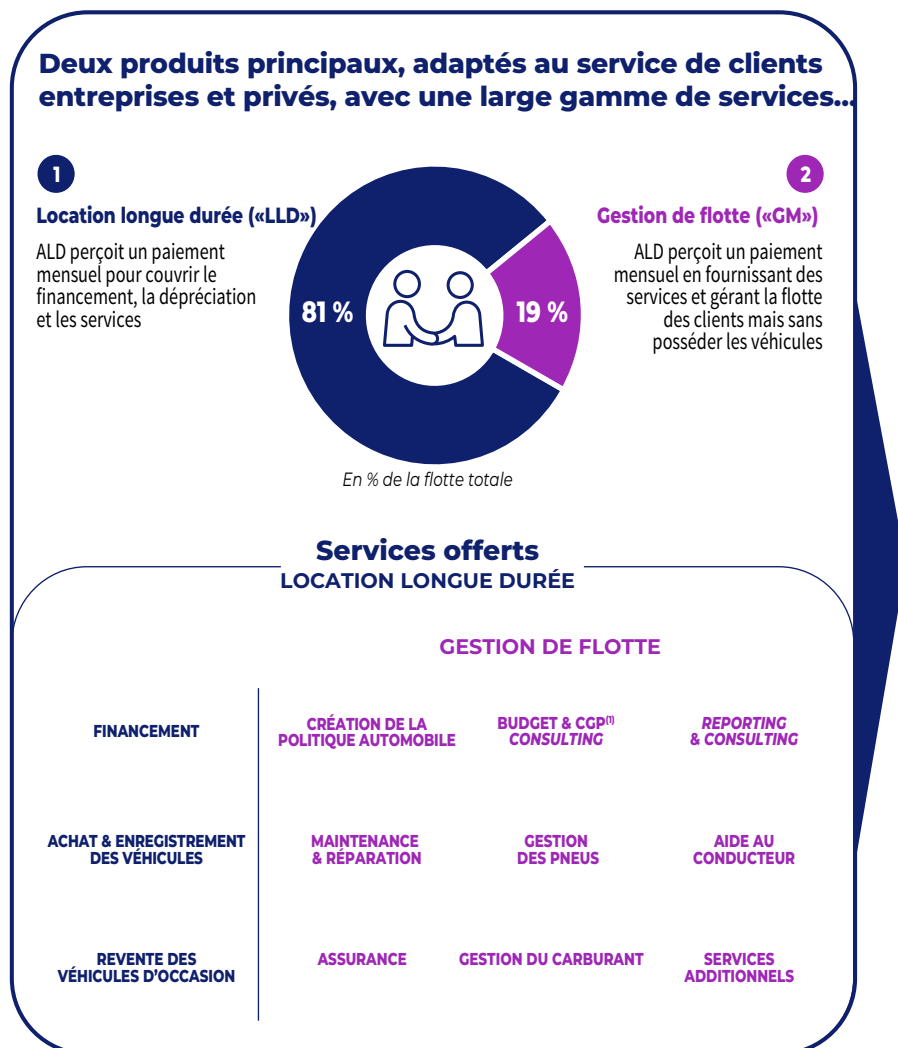 Deux produits principaux, adaptés au service de clients
entreprises et privés, avec une large gamme de services...
1
Location longue durée («LLD»)
ALD perçoit un paiement
mensuel pour couvrir le
financement, la dépréciation
et les services
81 %
19 %
2
Gestion de flotte («GM»)
ALD perçoit un paiement
mensuel en fournissant des
services et gérant la flotte
des clients mais sans
posséder les véhicules
En % de la flotte totale
Services offerts
LOCATION LONGUE DURÉE
GESTION DE FLOTTE
FINANCEMENT
CRÉATION DE LA
POLITIQUE AUTOMOBILE
BUDGET & CGP(1)
CONSULTING
REPORTING
& CONSULTING
ACHAT & ENREGISTREMENT
DES VÉHICULES
MAINTENANCE
& RÉPARATION
GESTION
DES PNEUS
AIDE AU
CONDUCTEUR
REVENTE DES
VÉHICULES D'OCCASION
ASSURANCE
GESTION DU CARBURANT
SERVICES
ADDITIONNELS